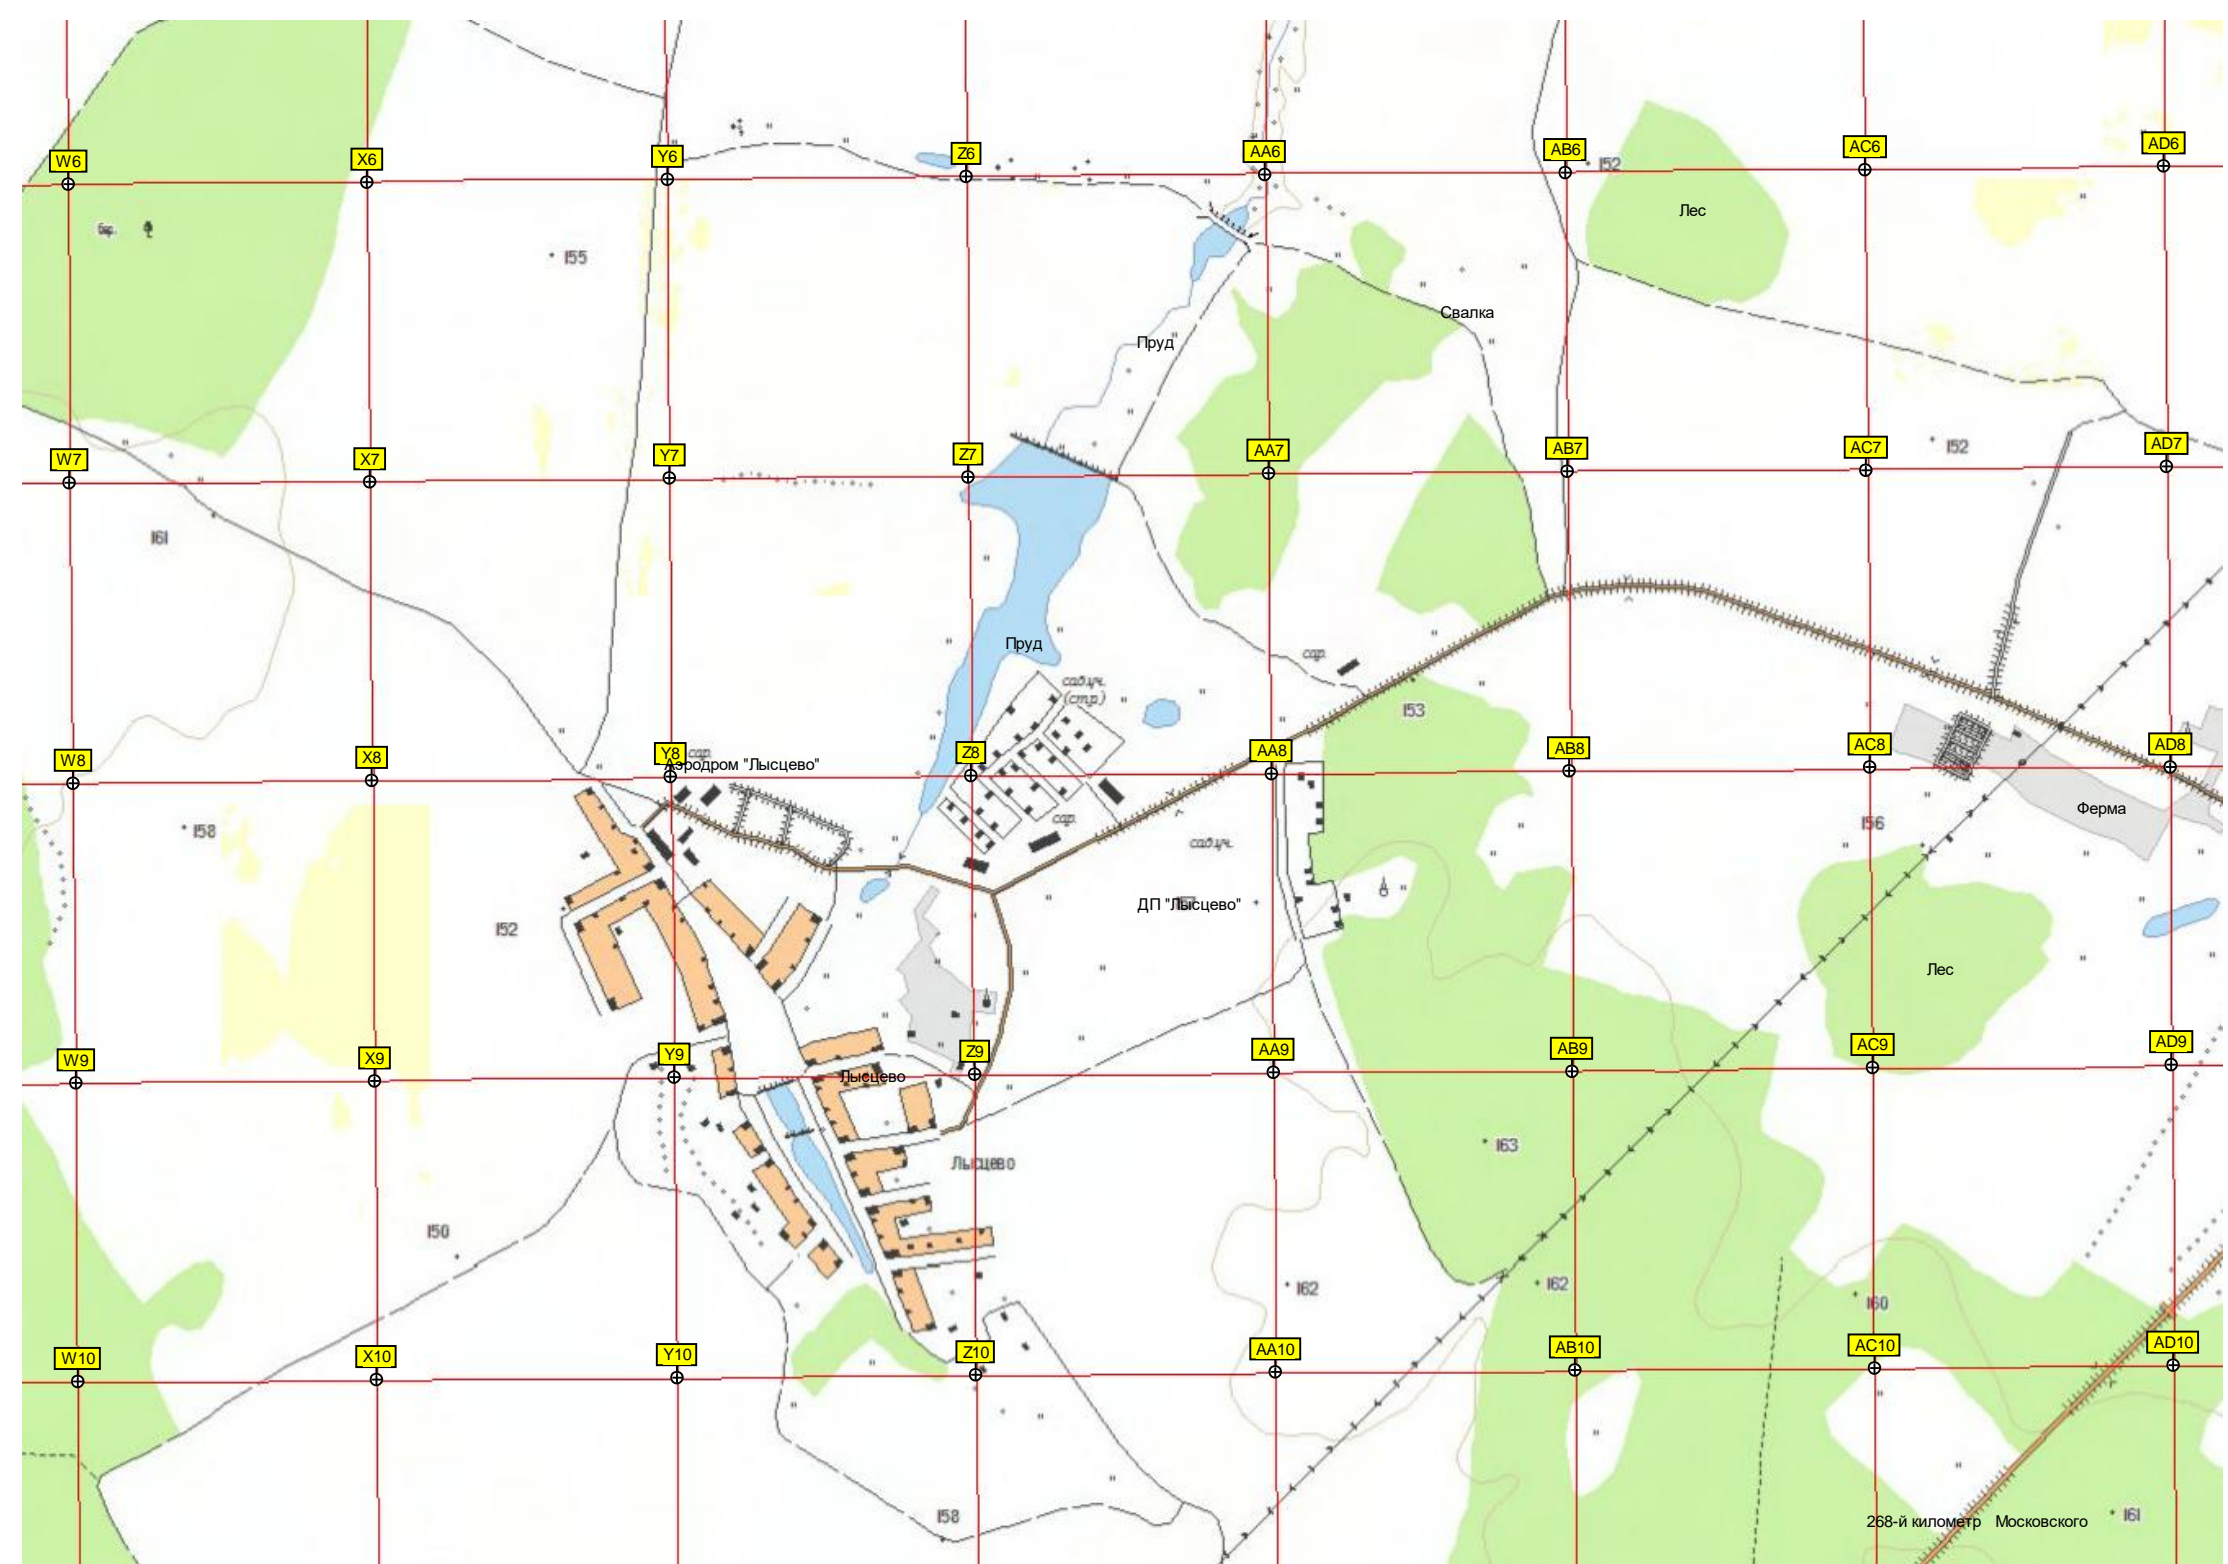 W6
X6
Y6
Z6
AA6
AB6
AC6
AD6
152
Лес
бер.
155
Свалка
Пруд
W7
X7
Y7
Z7
AA7
AB7
AC7
152
AD7
161
Пруд
сар.
сад.уч.
(стр.)
153
W8
X8
Y8
сар.
Z8
AA8
AB8
AC8
AD8
Аэродром "Лысцево"
Ферма
158
сар.
156
сад.уч.
ДП "Лысцево"
152
Лес
W9
X9
Y9
Z9
AA9
AB9
AC9
AD9
Лысцево
163
Лысцево
150
162
162
160
W10
X10
Y10
Z10
AA10
AB10
AC10
AD10
158
268-й километр Московского
161